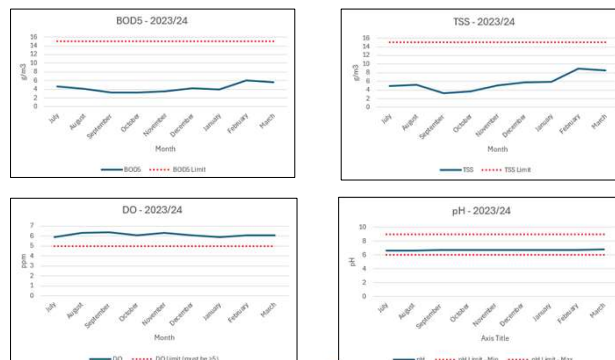 BOD5 - 2023/24
16
14
12
10
8
6
4
2
0
g/m3
July
August
September
October
November
December
January
February
March
Month
BOD5
BOD5 Limit
TSS - 2023/24
16
14
12
10
8
6
4
2
0
g/m3
July
August
September
October
November
December
January
February
March
Month
TSS
TSS Limit
DO - 2023/24
7
6
5
4
3
2
1
0
ppm
July
August
September
October
November
December
January
February
March
Month
DO
DO Limit (must be >5)
pH - 2023/24
10
8
6
4
2
0
pH
July
August
September
October
November
December
January
February
March
Axis Title
pH
pH Limit - Min
pH Limit - Max